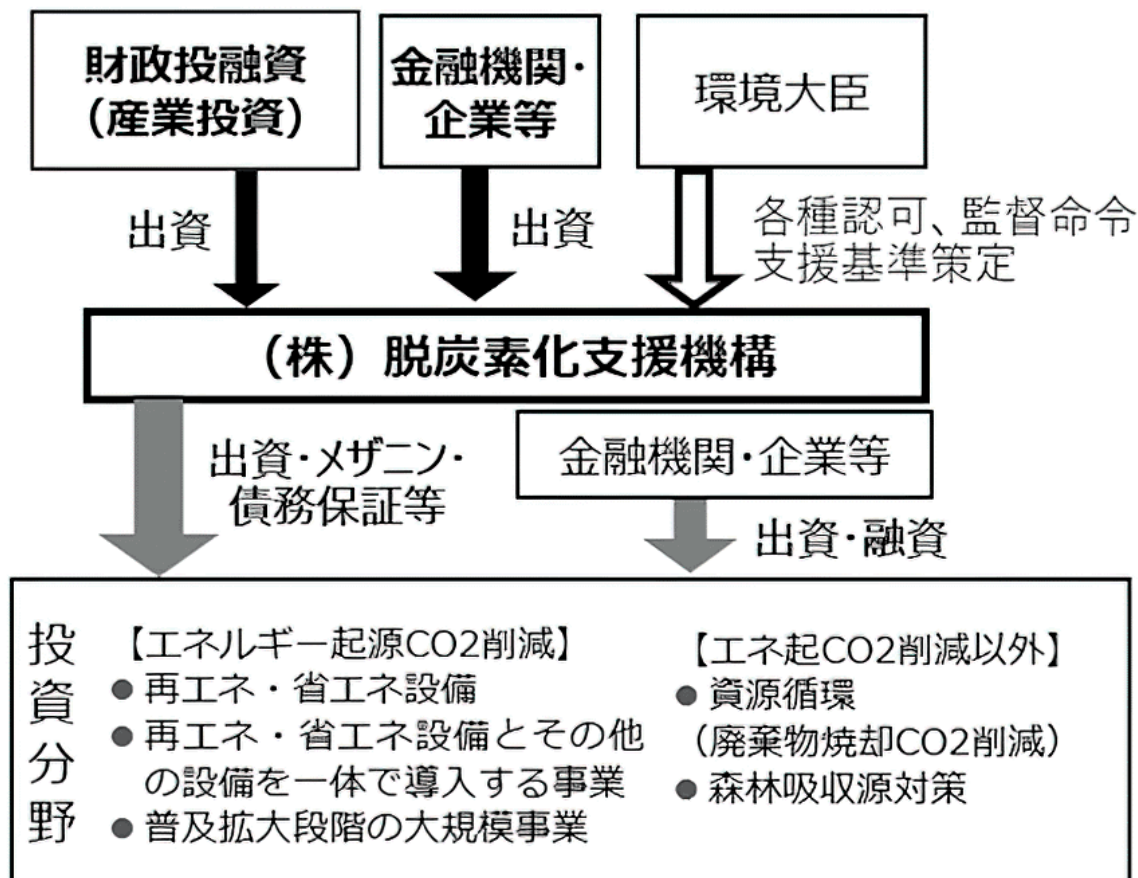 財政投融資
（産業投資）
金融機関・
企業等
環境大臣
出資
出資
各種認可、監督命令
支援基準策定
（株）脱炭素化支援機構
出資・メザニン・
債務保証等
金融機関・企業等
出資・融資
投資分野
【エネルギー起源CO2削減】
● 再エネ・省エネ設備
● 再エネ・省エネ設備とその他
の設備を一体で導入する事業
● 普及拡大段階の大規模事業
【エネ起CO2削減以外】
● 資源循環
（廃棄物焼却CO2削減）
● 森林吸収源対策